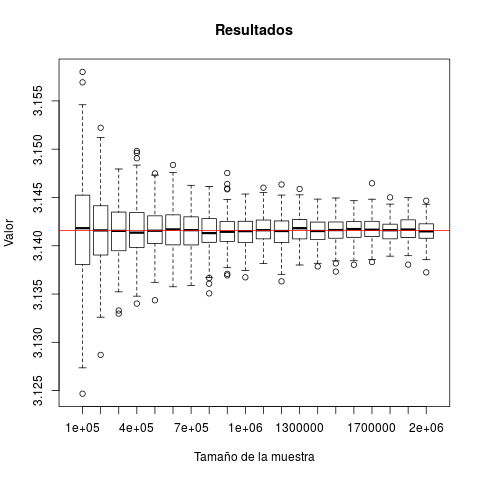 Resultados
Valor
3.155
3.150
3.145
3.140
3.135
3.130
3.125
1e+05 4e+05 7e+05 1e+06 1300000 1700000 2e+06
Tamaño de la muestra